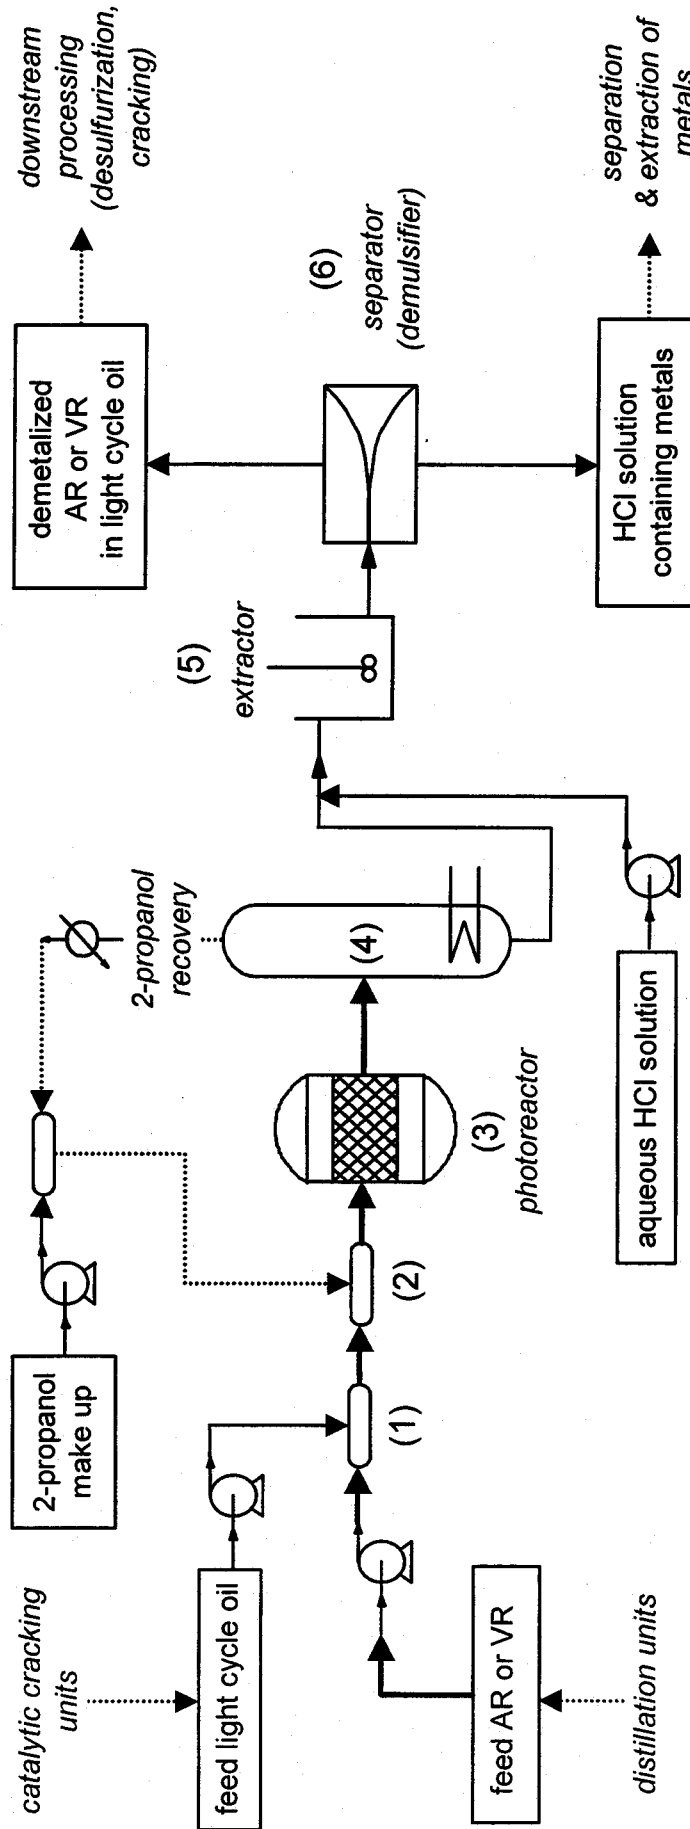 catalytic cracking
units
feed light cycle oil
feed AR or VR
distillation units
2-propanol
make up
(1)
(2)
(3)
photoreactor
2-propanol
recovery
(4)
aqueous HCl solution
(5)
extractor
(6)
separator
(demulsifier)
demetalized
AR or VR
in light cycle oil
downstream
processing
(desulfurization,
cracking)
HCl solution
containing metals
separation
& extraction of
metals